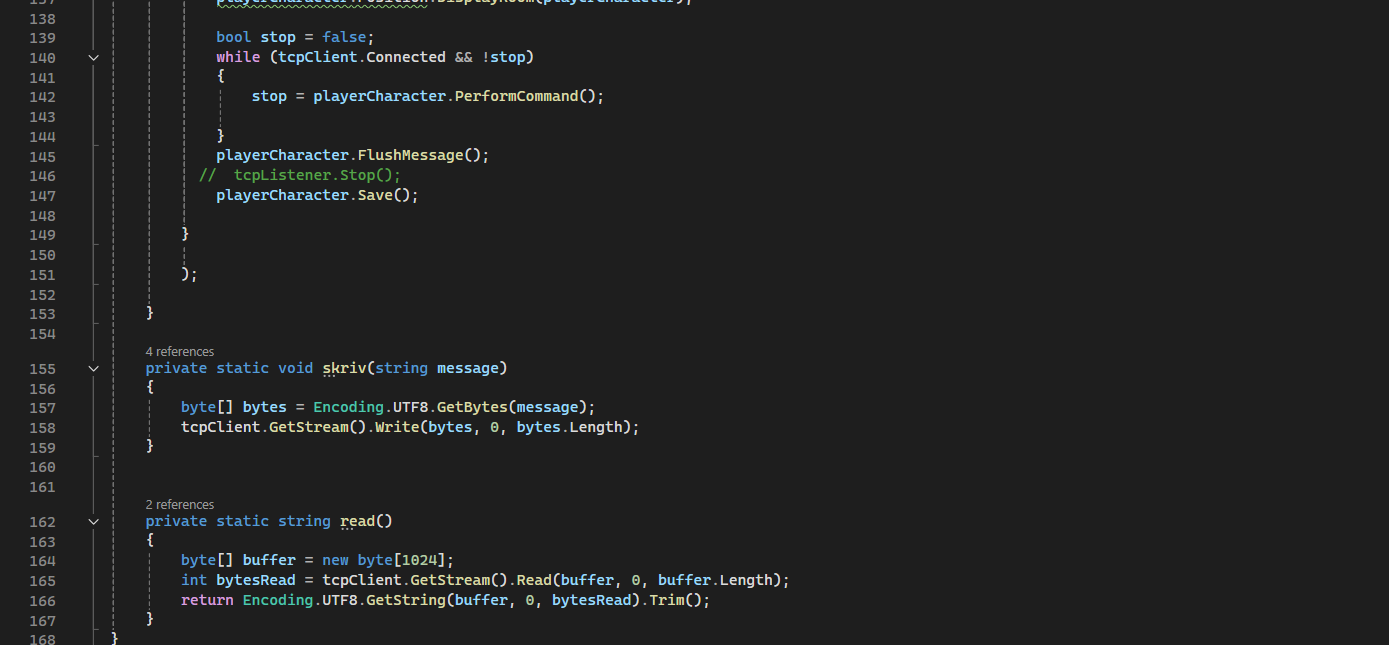 137 playerCharacter.Position.DisplayRoom(playerCharacter);
138
139 bool stop = false;
140 while (tcpClient.Connected && !stop)
141 {
142 stop = playerCharacter.PerformCommand();
143
144 }
145 playerCharacter.FlushMessage();
146 // tcpListener.Stop();
147 playerCharacter.Save();
148
149 }
150
151 );
152
153 }
154
4 references
155 private static void skriv(string message)
156 {
157 byte[] bytes = Encoding.UTF8.GetBytes(message);
158 tcpClient.GetStream().Write(bytes, 0, bytes.Length);
159 }
160
161
2 references
162 private static string read()
163 {
164 byte[] buffer = new byte[1024];
165 int bytesRead = tcpClient.GetStream().Read(buffer, 0, buffer.Length);
166 return Encoding.UTF8.GetString(buffer, 0, bytesRead).Trim();
167 }
168 }